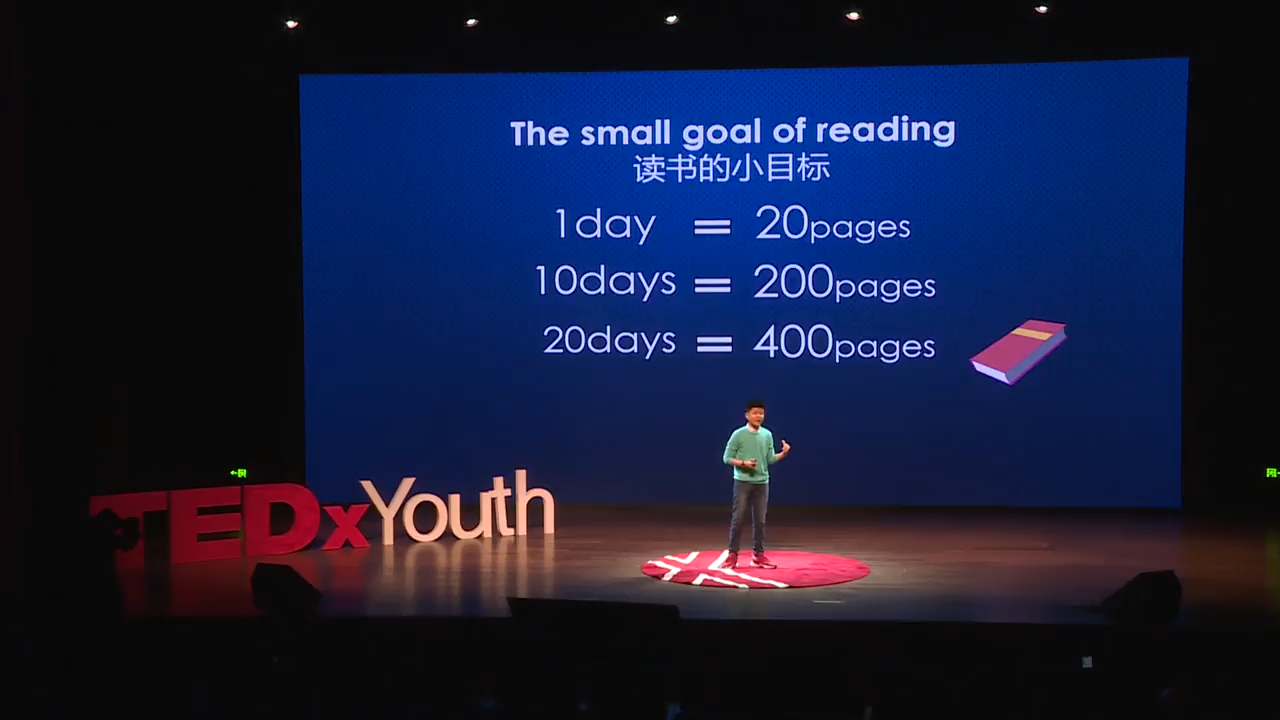 The small goal of reading
读书的小目标
1day = 20pages
10days = 200pages
20days = 400pages
TEDxYouth